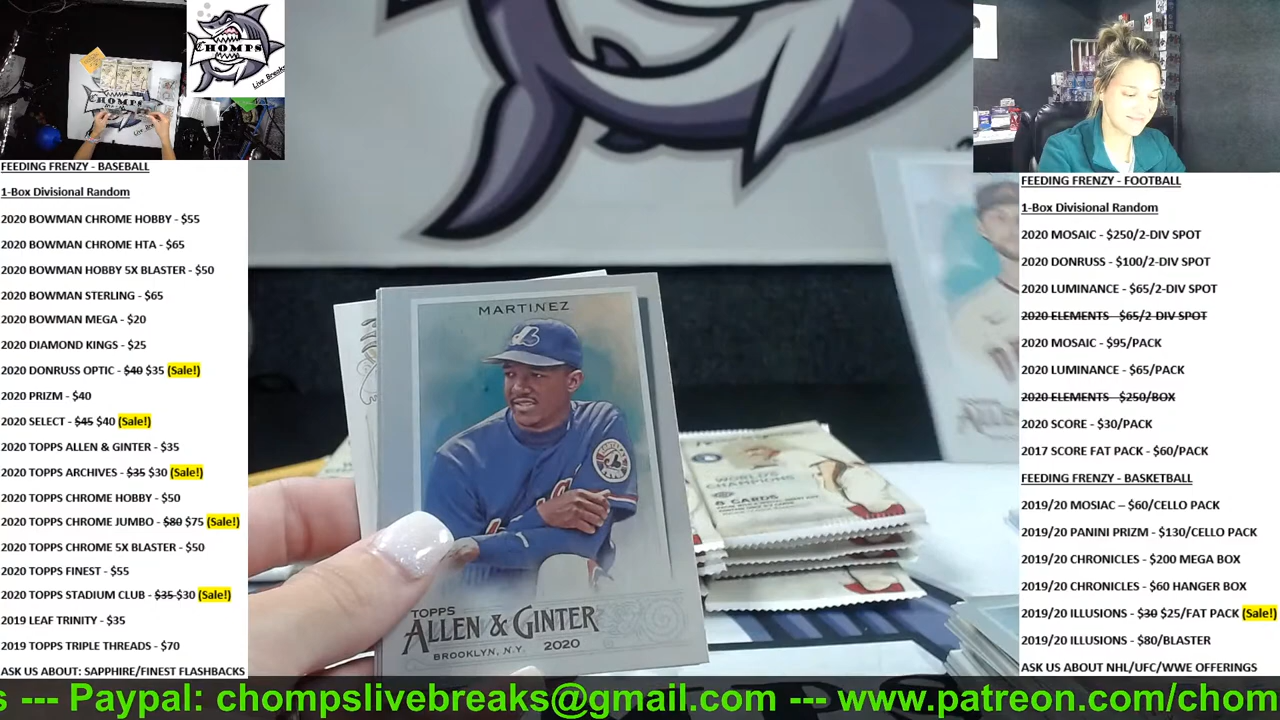 CHOMPS
Live Breaks
CHOMPS
FEEDING FRENZY - BASEBALL
1-Box Divisional Random
2020 BOWMAN CHROME HOBBY - $55
2020 BOWMAN CHROME HTA - $65
2020 BOWMAN HOBBY 5X BLASTER - $50
2020 BOWMAN STERLING - $65
2020 BOWMAN MEGA - $20
2020 DIAMOND KINGS - $25
2020 DONRUSS OPTIC - $40 $35 (Sale!)
2020 PRIZM - $40
2020 SELECT - $45 $40 (Sale!)
2020 TOPPS ALLEN & GINTER - $35
2020 TOPPS ARCHIVES - $35 $30 (Sale!)
2020 TOPPS CHROME HOBBY - $50
2020 TOPPS CHROME JUMBO - $80 $75 (Sale!)
2020 TOPPS CHROME 5X BLASTER - $50
2020 TOPPS FINEST - $55
2020 TOPPS STADIUM CLUB - $35 $30 (Sale!)
2019 LEAF TRINITY - $35
2019 TOPPS TRIPLE THREADS - $70
ASK US ABOUT: SAPPHIRE/FINEST FLASHBACKS
MARTINEZ
TOPPS
ALLEN & GINTER
BROOKLYN, N.Y. 2020
WORLD'S
CHAMPIONS
8 CARDS
FEEDING FRENZY - FOOTBALL
1-Box Divisional Random
2020 MOSAIC - $250/2-DIV SPOT
2020 DONRUSS - $100/2-DIV SPOT
2020 LUMINANCE - $65/2-DIV SPOT
2020 ELEMENTS - $65/2 DIV SPOT
2020 MOSAIC - $95/PACK
2020 LUMINANCE - $65/PACK
2020 ELEMENTS - $250/BOX
2020 SCORE - $30/PACK
2017 SCORE FAT PACK - $60/PACK
FEEDING FRENZY - BASKETBALL
2019/20 MOSIAC – $60/CELLO PACK
2019/20 PANINI PRIZM - $130/CELLO PACK
2019/20 CHRONICLES - $200 MEGA BOX
2019/20 CHRONICLES - $60 HANGER BOX
2019/20 ILLUSIONS - $30 $25/FAT PACK (Sale!)
2019/20 ILLUSIONS - $80/BLASTER
ASK US ABOUT NHL/UFC/WWE OFFERINGS
s --- Paypal: chompslivebreaks@gmail.com --- www.patreon.com/chom